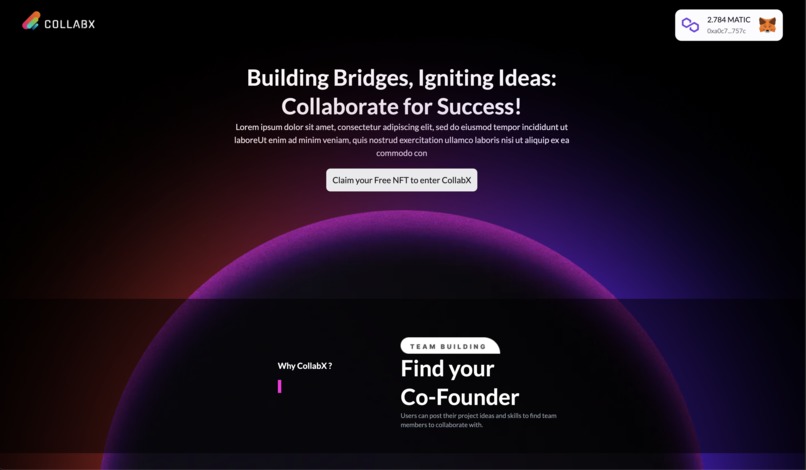 COLLABX
2.784 MATIC
0xa0c7...757c
Building Bridges, Igniting Ideas:
Collaborate for Success!
Lorem ipsum dolor sit amet, consectetur adipiscing elit, sed do eiusmod tempor incididunt ut
laboreUt enim ad minim veniam, quis nostrud exercitation ullamco laboris nisi ut aliquip ex ea
commodo con
Claim your Free NFT to enter CollabX
TEAM BUILDING
Why CollabX ?
Find your
Co-Founder
Users can post their project ideas and skills to find team
members to collaborate with.